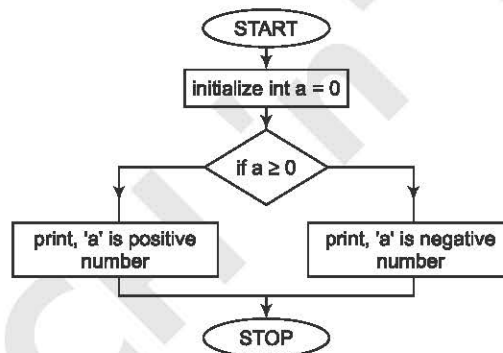 START
initialize int a = 0
if a ≥ 0
print, 'a' is positive
number
print, 'a' is negative
number
STOP